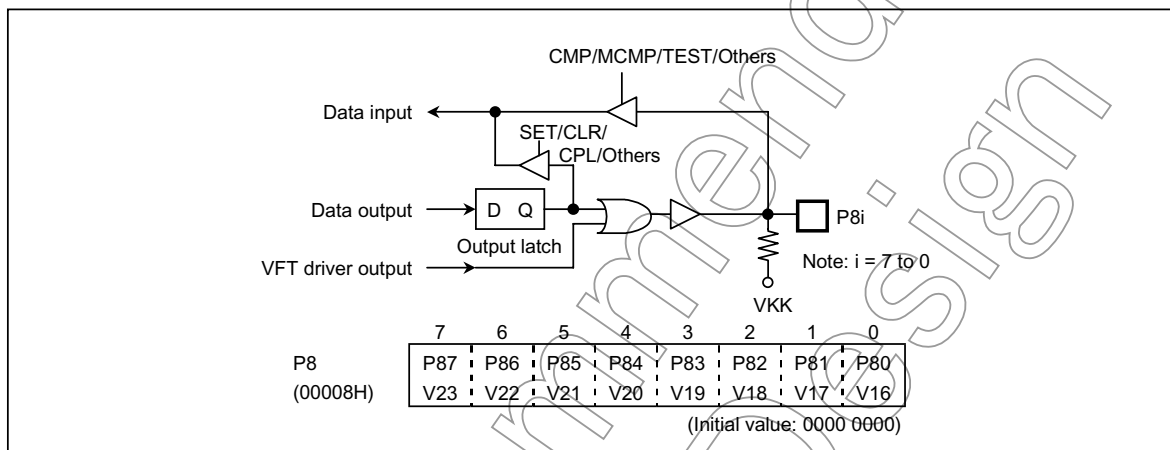 CMP/MCMP/TEST/Others
Data input
SET/CLR/
CPL/Others
Data output
D Q
P8i
Output latch
VFT driver output
Note: i = 7 to 0
VKK
7 6 5 4 3 2 1 0
P8 P87 P86 P85 P84 P83 P82 P81 P80
(00008H) V23 V22 V21 V20 V19 V18 V17 V16
(Initial value: 0000 0000)
mmend
Design